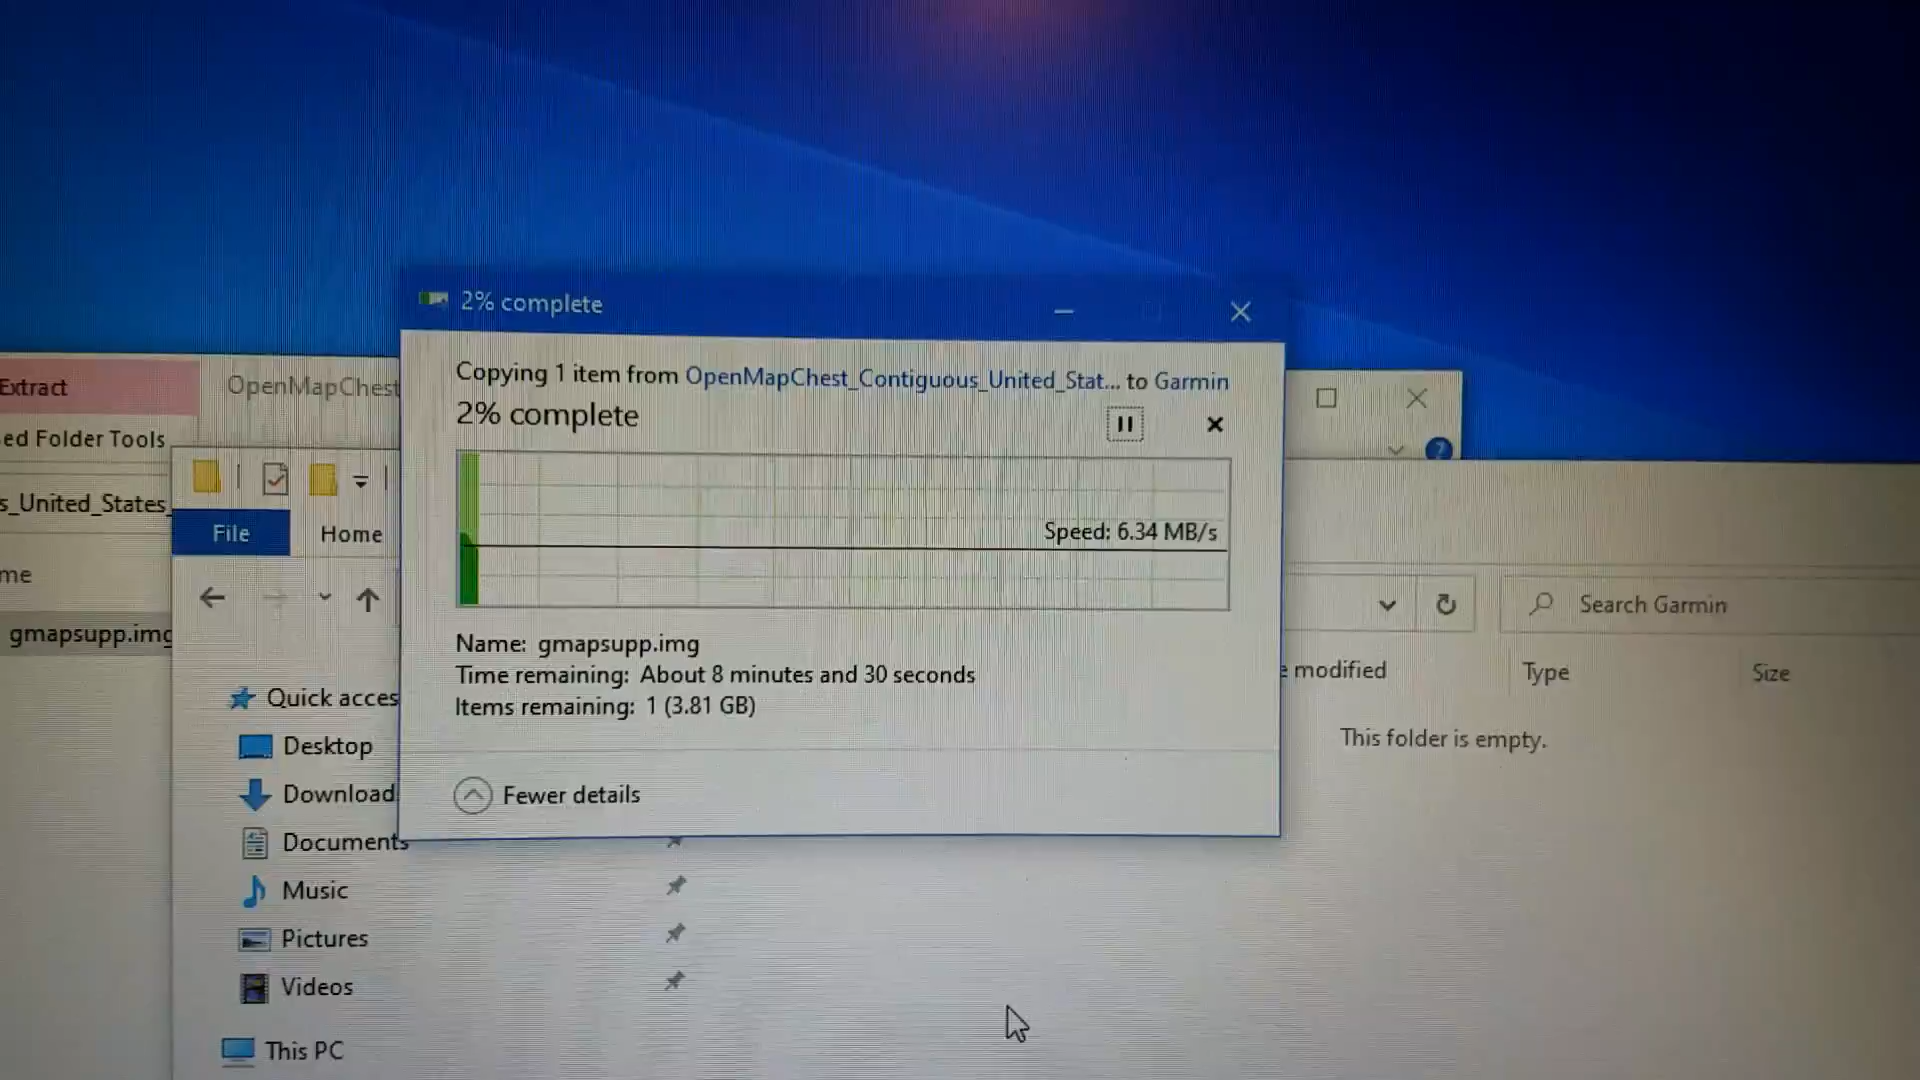 2% complete
Copying 1 item from OpenMapChest_Contiguous_United_Stat... to Garmin
2% complete
Speed: 6.34 MB/s
Name: gmapsupp.img
Time remaining: About 8 minutes and 30 seconds
Items remaining: 1 (3.81 GB)
Fewer details
Extract
OpenMapChest
ed Folder Tools
s_United_States_
me
gmapsupp.img
File
Home
Search Garmin
e modified
Type
Size
This folder is empty.
Quick acces
Desktop
Download
Documents
Music
Pictures
Videos
This PC